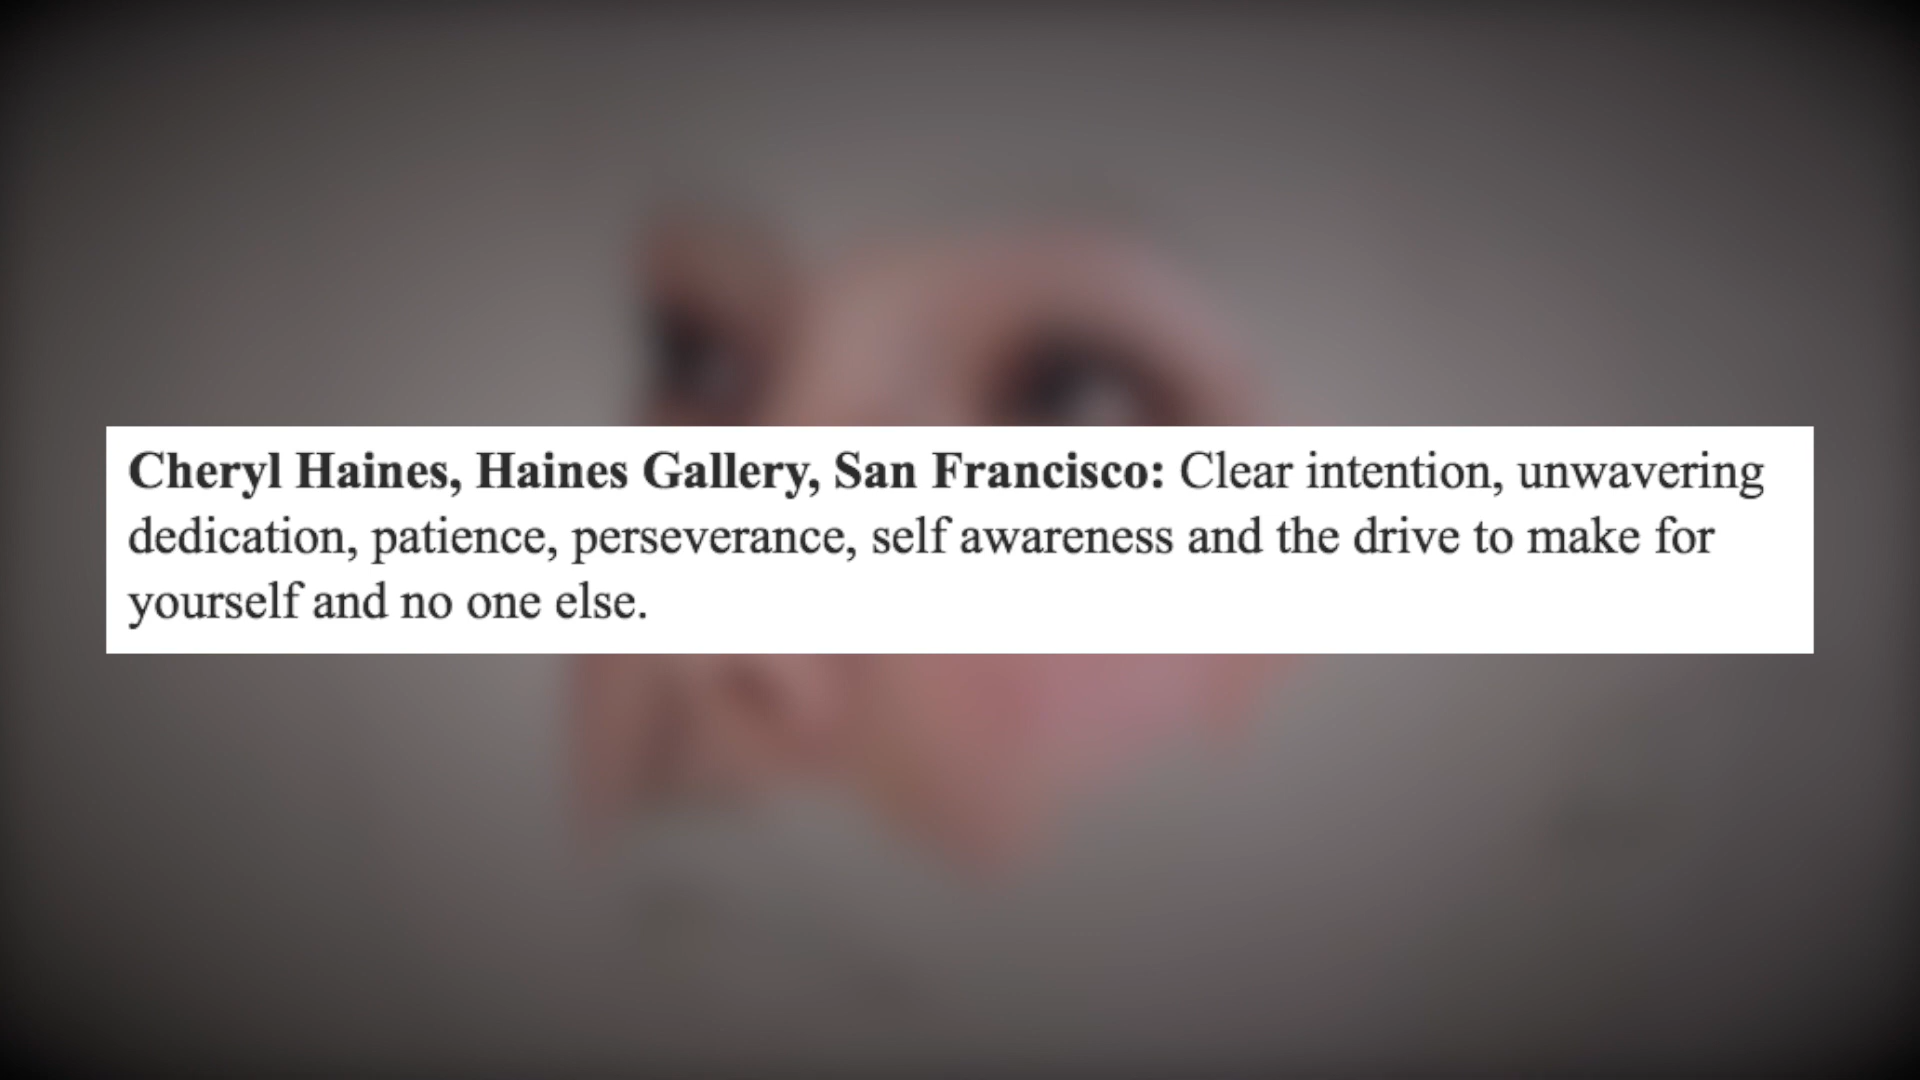 Cheryl Haines, Haines Gallery, San Francisco: Clear intention, unwavering
dedication, patience, perseverance, self awareness and the drive to make for
yourself and no one else.